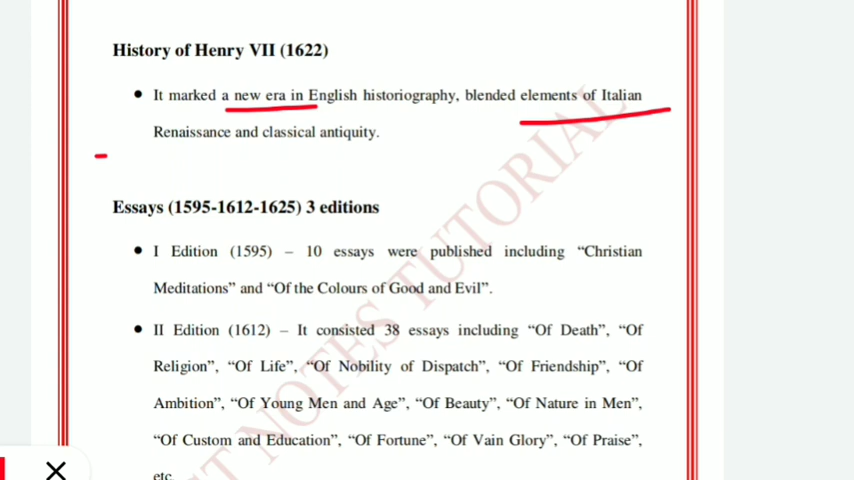 History of Henry VII (1622)
● It marked a new era in English historiography, blended elements of Italian
Renaissance and classical antiquity.
Essays (1595-1612-1625) 3 editions
● I Edition (1595) – 10 essays were published including “Christian
Meditations” and “Of the Colours of Good and Evil”.
● II Edition (1612) – It consisted 38 essays including “Of Death”, “Of
Religion”, “Of Life”, “Of Nobility of Dispatch”, “Of Friendship”, “Of
Ambition”, “Of Young Men and Age”, “Of Beauty”, “Of Nature in Men”,
“Of Custom and Education”, “Of Fortune”, “Of Vain Glory”, “Of Praise”,
etc.
NOTES TUTORIAL